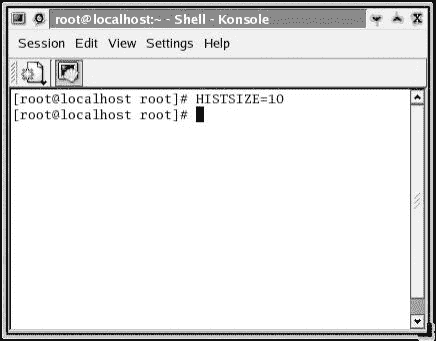 root@localhost:~ - Shell - Konsole
Session Edit View Settings Help
[root@localhost root]# HISTSIZE=10
[root@localhost root]#